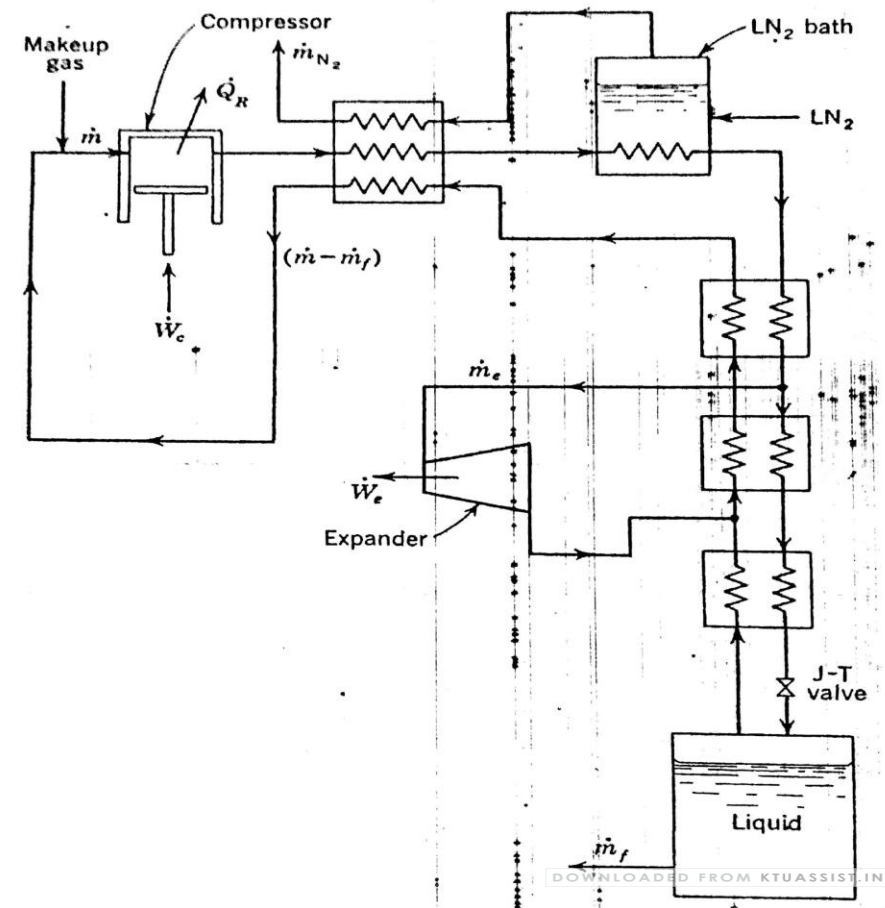 Compressor
LN₂ bath
Makeup
gas
ṁ_N₂
Q̇_R
ṁ
LN₂
(ṁ−ṁ_f)
Ẇ_c
ṁ_e
Ẇ_e
Expander
J-T
valve
Liquid
ṁ_f
DOWNLOADED FROM KTUASSIST.IN